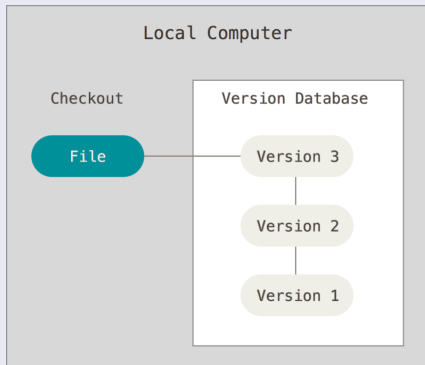 Local Computer
Checkout
Version Database
File
Version 3
Version 2
Version 1